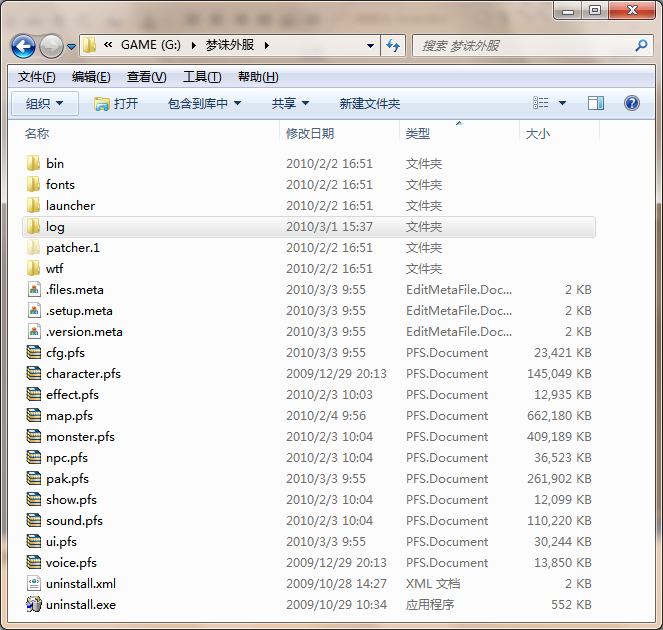 « GAME (G:) ▸ 梦诛外服 ▸ 搜索 梦诛外服
文件(F) 编辑(E) 查看(V) 工具(T) 帮助(H)
组织 打开 包含到库中 共享 新建文件夹
名称 修改日期 类型 大小
bin 2010/2/2 16:51 文件夹
fonts 2010/2/2 16:51 文件夹
launcher 2010/2/2 16:51 文件夹
log 2010/3/1 15:37 文件夹
patcher.1 2010/2/2 16:51 文件夹
wtf 2010/2/2 16:51 文件夹
.files.meta 2010/3/3 9:55 EditMetaFile.Doc... 2 KB
.setup.meta 2010/3/3 9:55 EditMetaFile.Doc... 2 KB
.version.meta 2010/3/3 9:55 EditMetaFile.Doc... 2 KB
cfg.pfs 2010/3/3 9:55 PFS.Document 23,421 KB
character.pfs 2009/12/29 20:13 PFS.Document 145,049 KB
effect.pfs 2010/2/3 10:03 PFS.Document 12,935 KB
map.pfs 2010/2/4 9:56 PFS.Document 662,180 KB
monster.pfs 2010/2/3 10:04 PFS.Document 409,189 KB
npc.pfs 2010/2/3 10:04 PFS.Document 36,523 KB
pak.pfs 2010/3/3 9:55 PFS.Document 261,902 KB
show.pfs 2010/2/3 10:04 PFS.Document 12,099 KB
sound.pfs 2010/2/3 10:04 PFS.Document 110,220 KB
ui.pfs 2010/3/3 9:55 PFS.Document 30,244 KB
voice.pfs 2009/12/29 20:13 PFS.Document 13,850 KB
uninstall.xml 2009/10/28 14:27 XML 文档 2 KB
uninstall.exe 2009/10/29 10:34 应用程序 552 KB